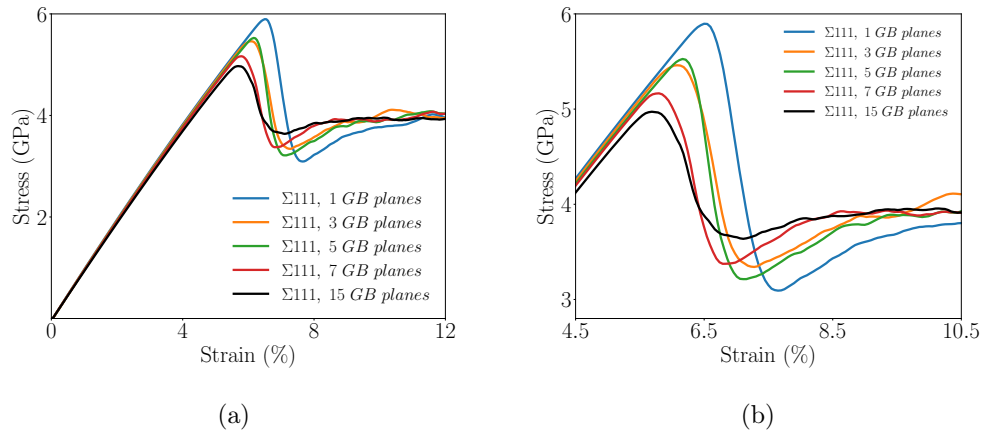 6
4
2
0
4
8
12
Stress (GPa)
Strain (%)
Σ111, 1 GB planes
Σ111, 3 GB planes
Σ111, 5 GB planes
Σ111, 7 GB planes
Σ111, 15 GB planes
(a)
6
5
4
3
4.5
6.5
8.5
10.5
Stress (GPa)
Strain (%)
Σ111, 1 GB planes
Σ111, 3 GB planes
Σ111, 5 GB planes
Σ111, 7 GB planes
Σ111, 15 GB planes
(b)